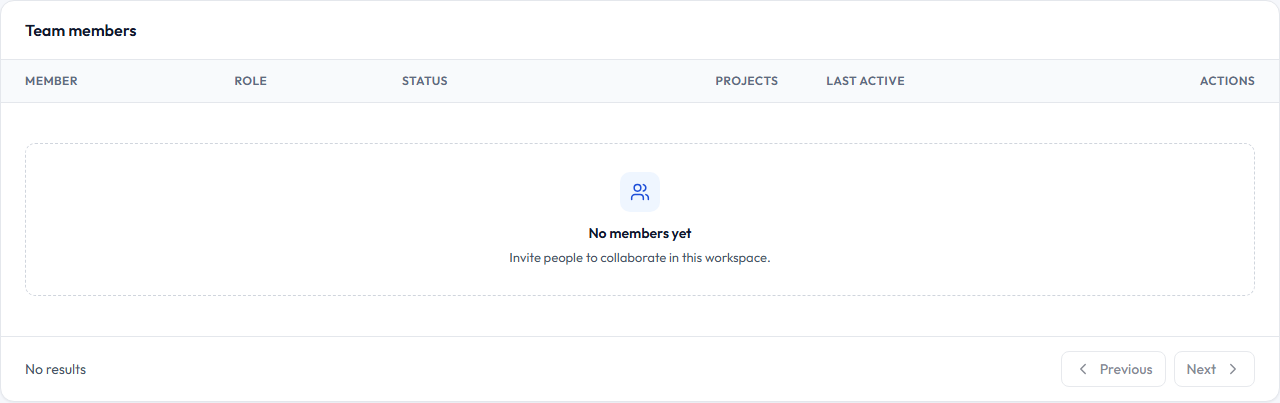 Team members
MEMBER ROLE STATUS PROJECTS LAST ACTIVE ACTIONS
No members yet
Invite people to collaborate in this workspace.
No results Previous Next